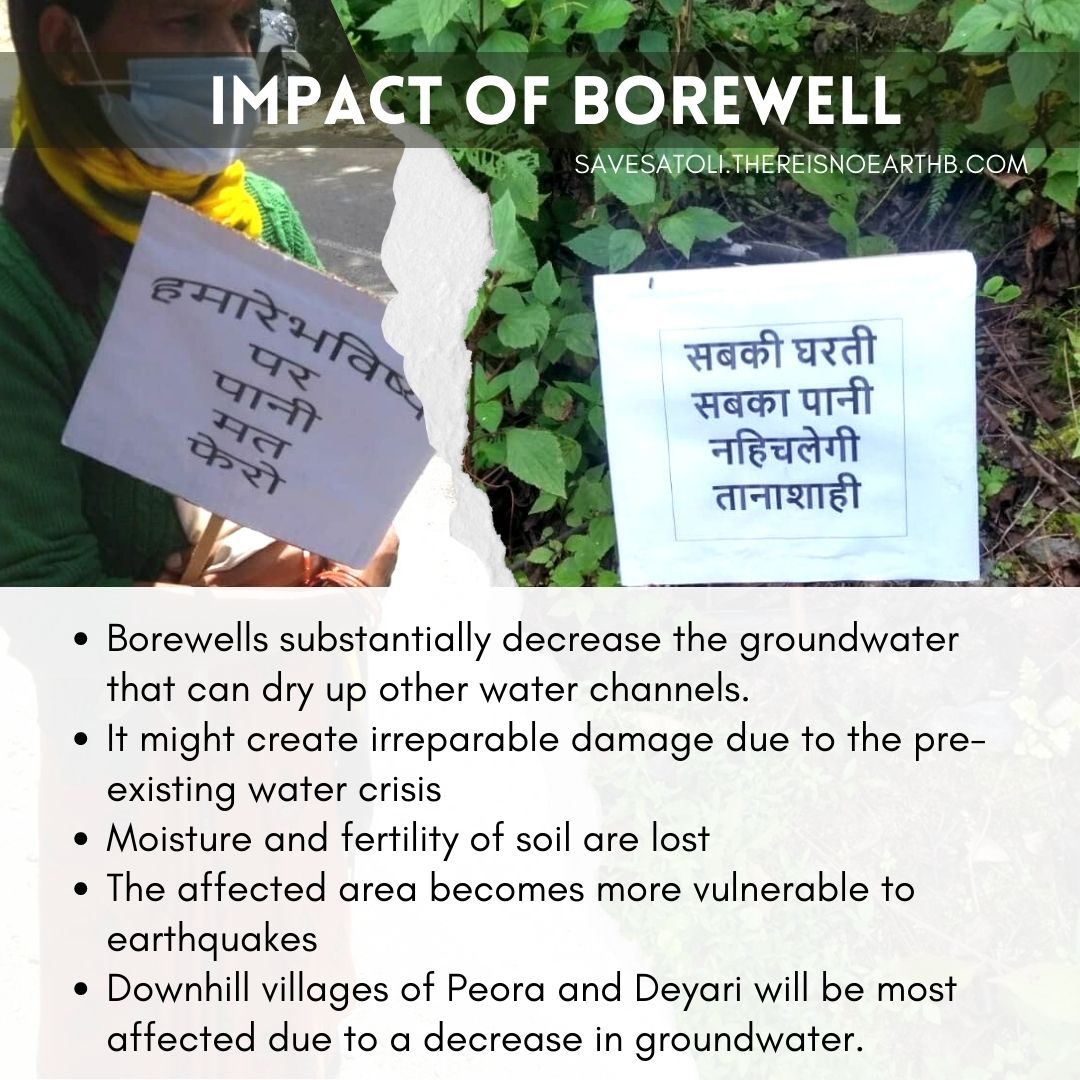 IMPACT OF BOREWELL
SAVESATOLI.THEREISNOEARTHB.COM
हमारेभविष्य
पर
पानी
मत
फेरो
सबकी घरती
सबका पानी
नहिचलेगी
तानाशाही
• Borewells substantially decrease the groundwater
that can dry up other water channels.
• It might create irreparable damage due to the pre-
existing water crisis
• Moisture and fertility of soil are lost
• The affected area becomes more vulnerable to
earthquakes
• Downhill villages of Peora and Deyari will be most
affected due to a decrease in groundwater.